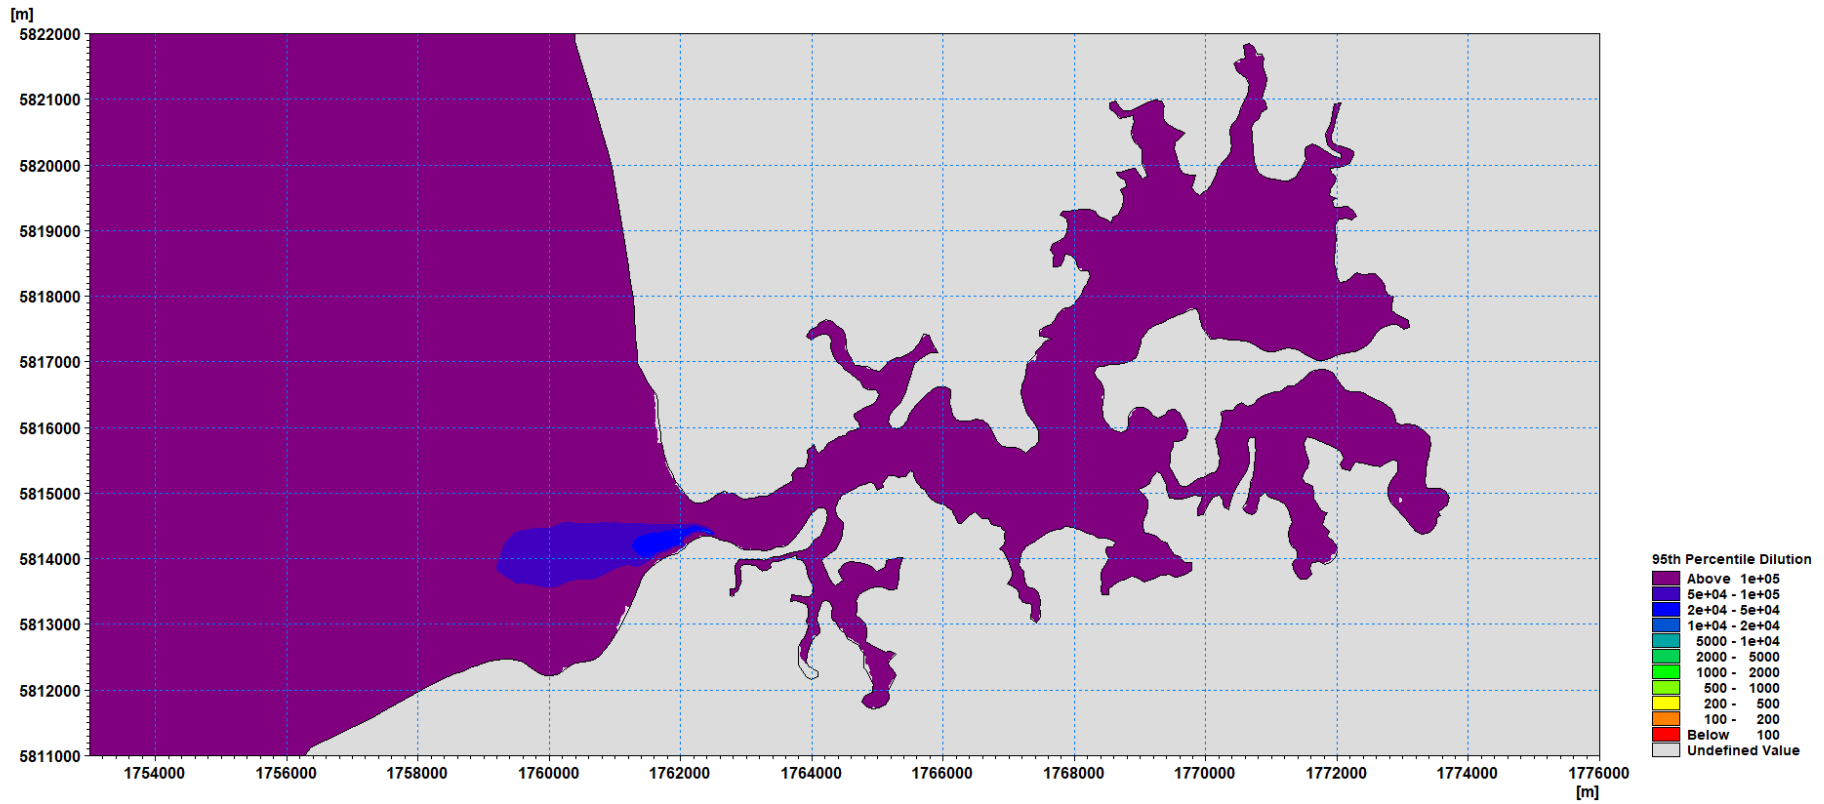 [m]
5822000
5821000
5820000
5819000
5818000
5817000
5816000
5815000
5814000
5813000
5812000
5811000
1754000 1756000 1758000 1760000 1762000 1764000 1766000 1768000 1770000 1772000 1774000 1776000
[m]
95th Percentile Dilution
Above 1e+05
5e+04 - 1e+05
2e+04 - 5e+04
1e+04 - 2e+04
5000 - 1e+04
2000 - 5000
1000 - 2000
500 - 1000
200 - 500
100 - 200
Below 100
Undefined Value